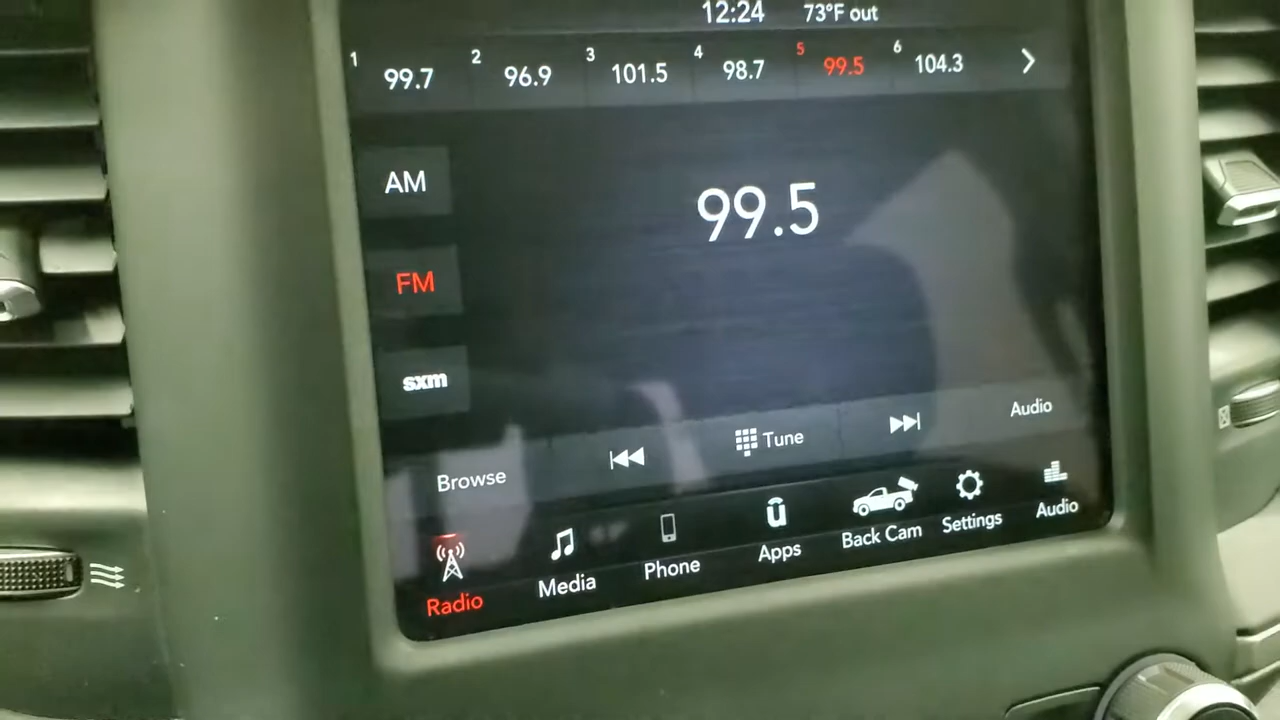 12:24 73°F out
1 99.7 2 96.9 3 101.5 4 98.7 5 99.5 6 104.3
AM
99.5
FM
sxm
Browse Tune Audio
Radio Media Phone Apps Back Cam Settings Audio